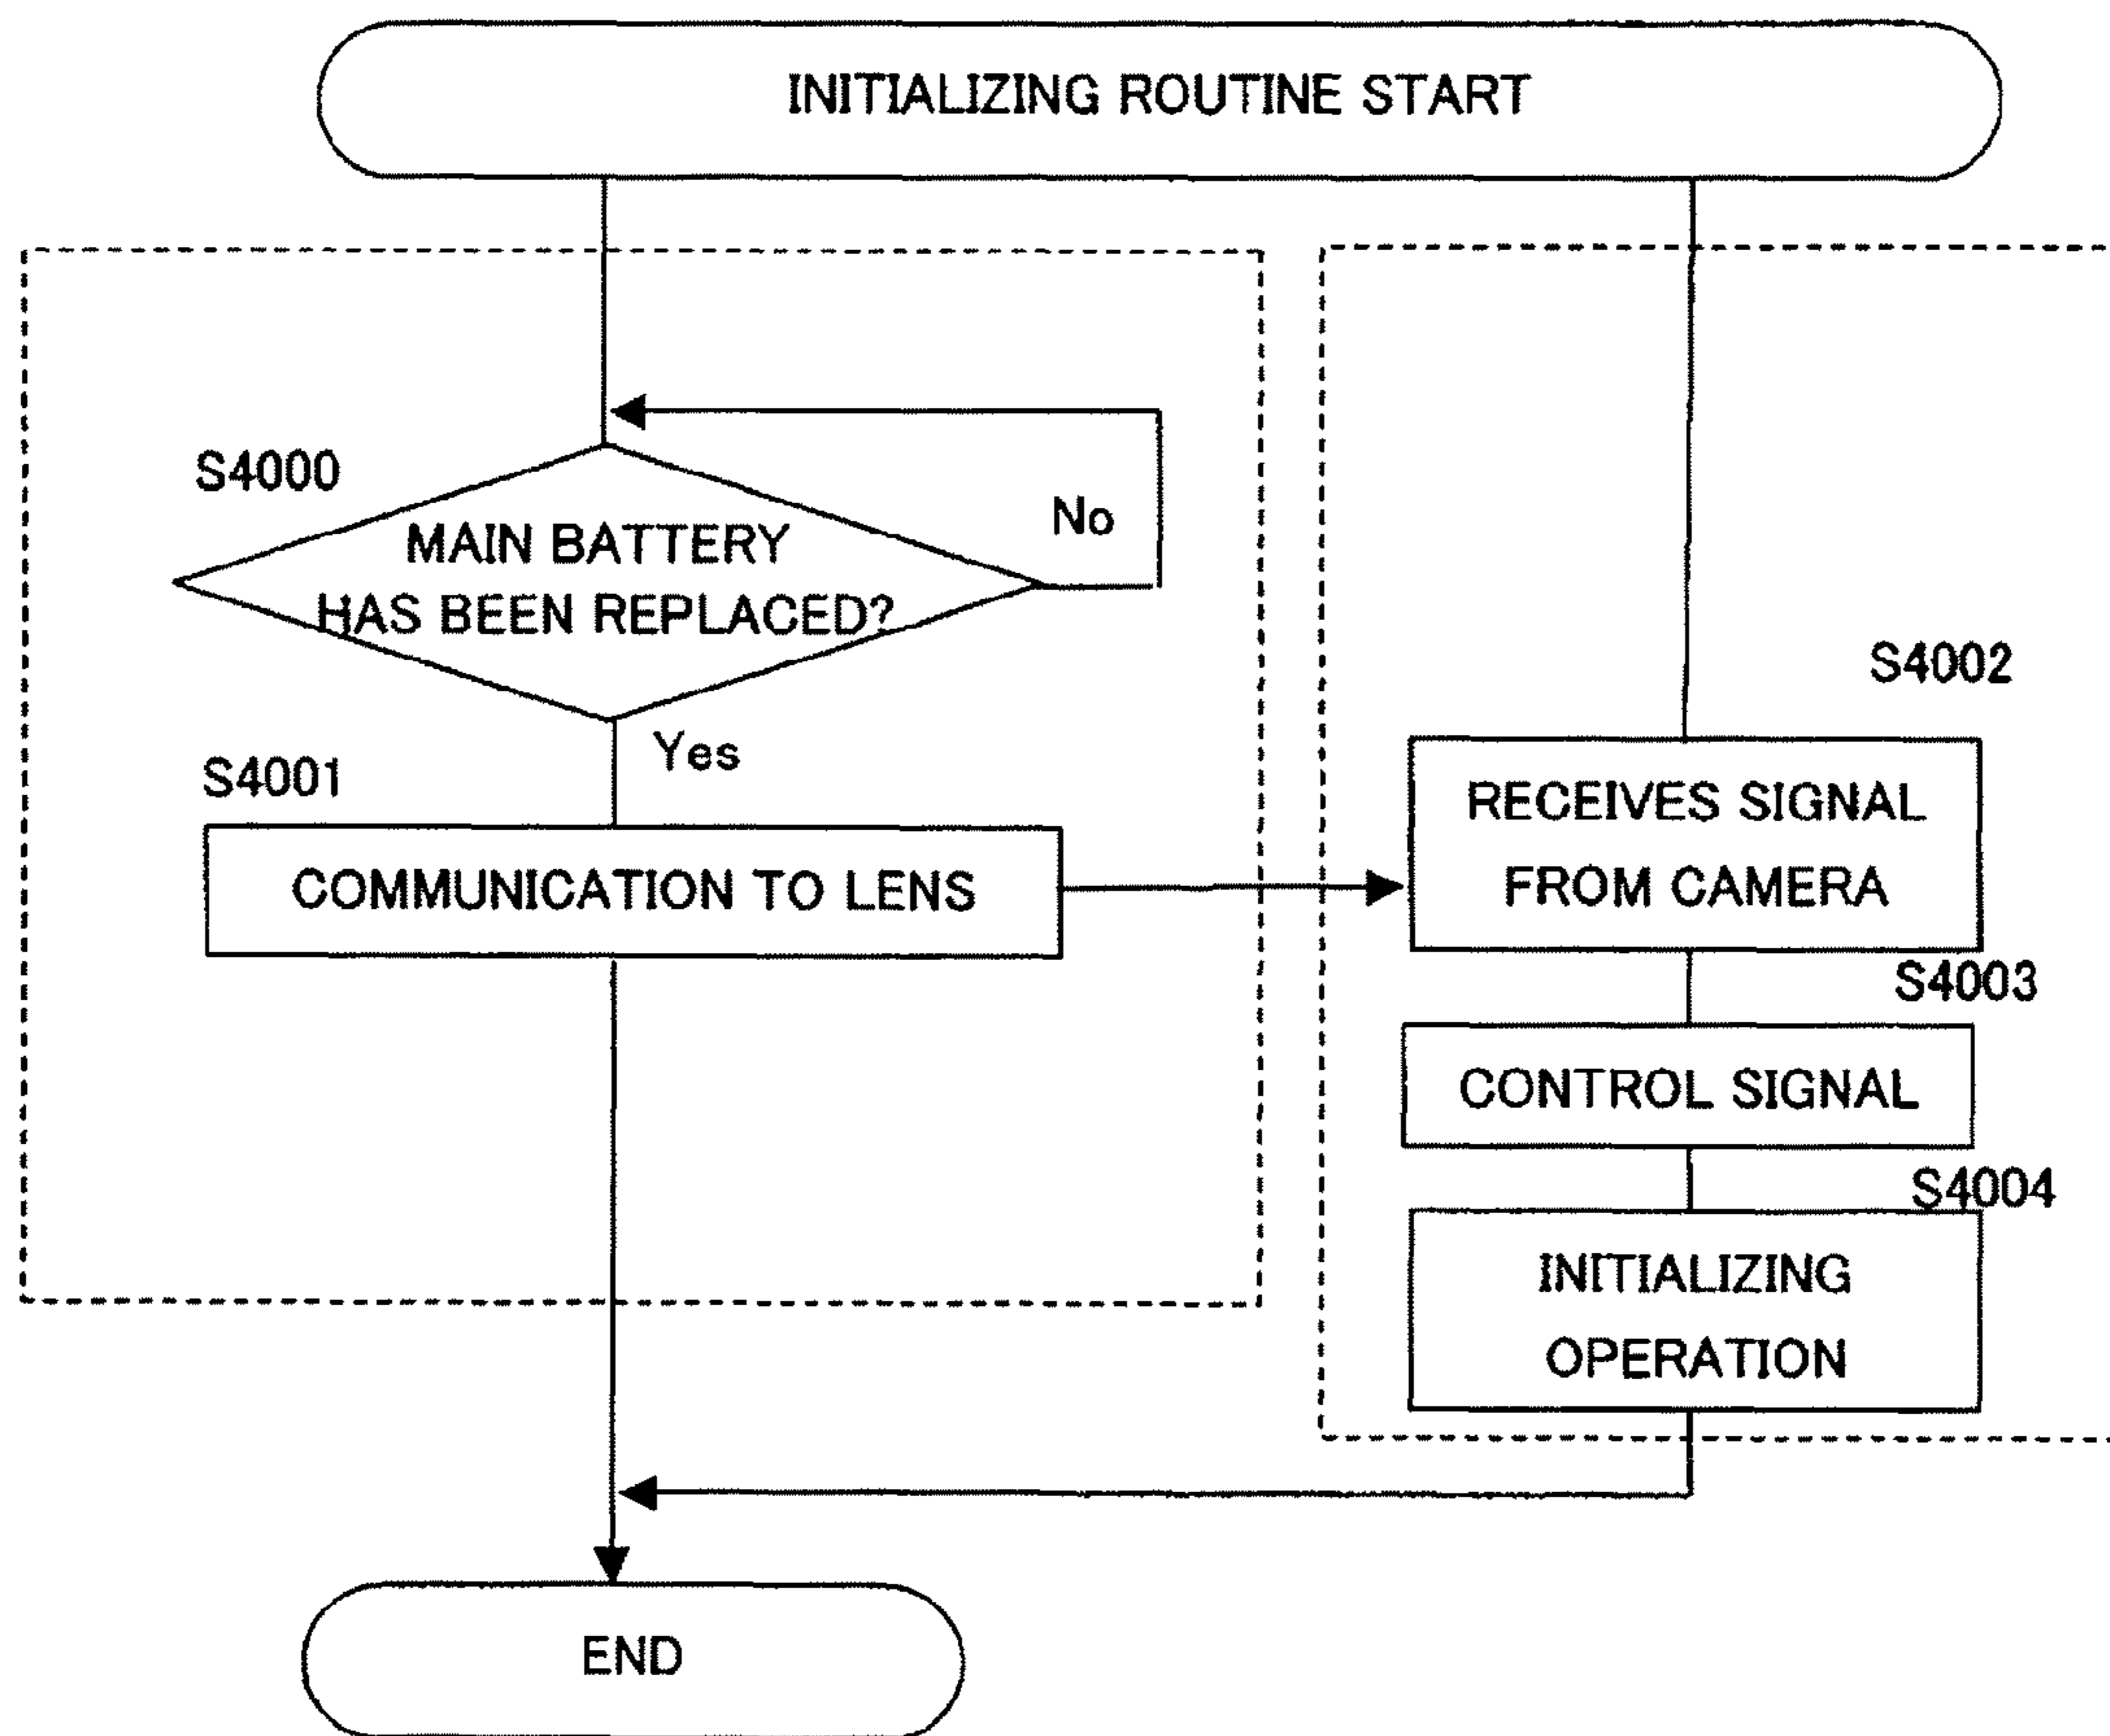 INITIALIZING ROUTINE START
S4000
MAIN BATTERY
HAS BEEN REPLACED?
No
Yes
S4001
COMMUNICATION TO LENS
S4002
RECEIVES SIGNAL
FROM CAMERA
S4003
CONTROL SIGNAL
S4004
INITIALIZING
OPERATION
END